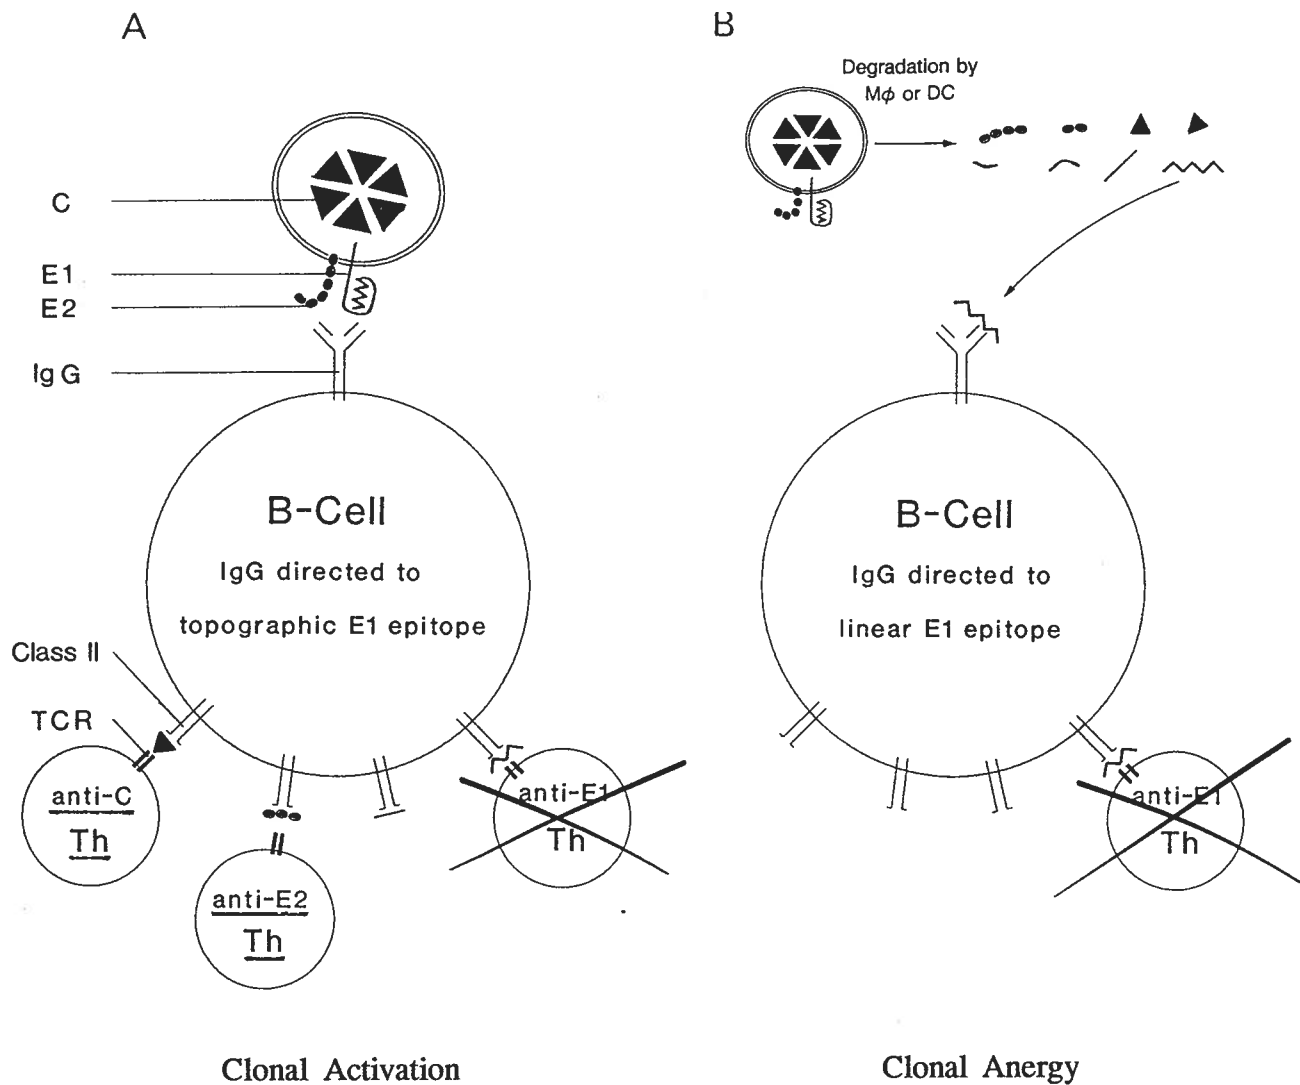 A
C
E1
E2
IgG
B-Cell
IgG directed to
topographic E1 epitope
Class II
TCR
anti-C
Th
anti-E2
Th
anti-E1
Th
Clonal Activation
B
Degradation by
Mϕ or DC
B-Cell
IgG directed to
linear E1 epitope
anti-E1
Th
Clonal Anergy